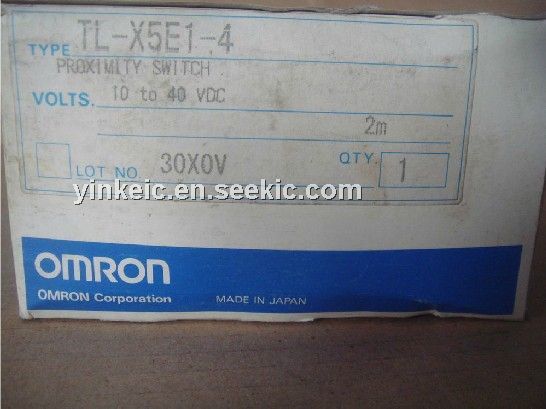 TYPE TL-X5E1-4
PROXIMITY SWITCH
VOLTS. 10 to 40 VDC
2m
LOT NO. 30X0V QTY. 1
yinkeic.en.seekic.com
OMRON
OMRON Corporation MADE IN JAPAN